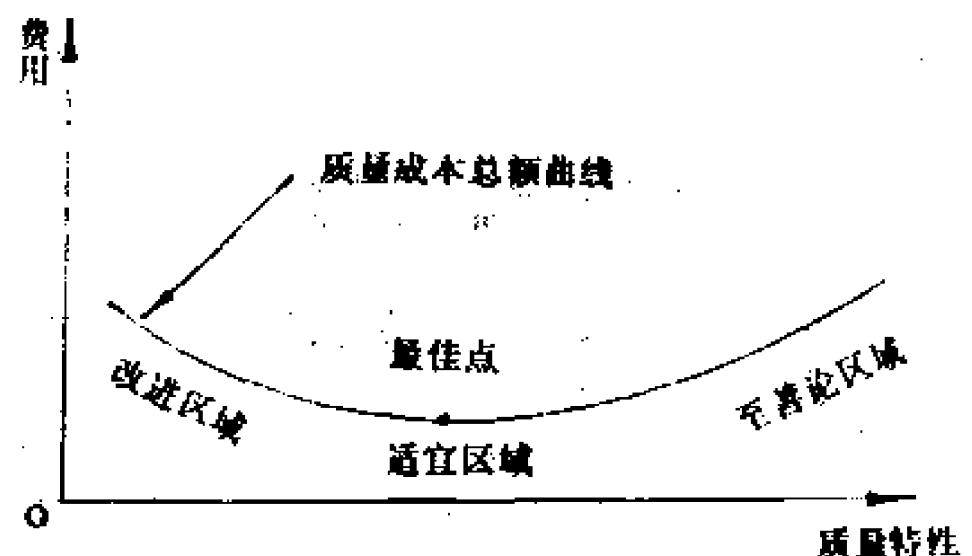 费用
质量成本总额曲线
最佳点
改进区域
至善论区域
适宜区域
O
质量特性